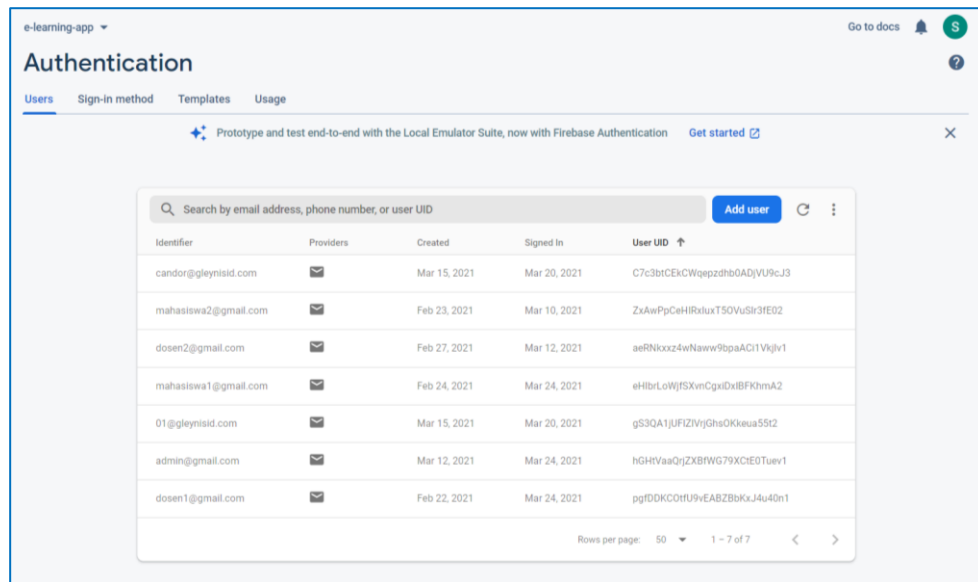 e-learning-app
Go to docs
S
Authentication
Users Sign-in method Templates Usage
Prototype and test end-to-end with the Local Emulator Suite, now with Firebase Authentication Get started
Search by email address, phone number, or user UID
Add user
Identifier Providers Created Signed In User UID
candor@gleynisid.com Mar 15, 2021 Mar 20, 2021 C7c3btCEkCWqepzdhb0ADjVU9cJ3
mahasiswa2@gmail.com Feb 23, 2021 Mar 10, 2021
dosen2@gmail.com Feb 27, 2021 Mar 12, 2021
mahasiswa1@gmail.com Feb 24, 2021 Mar 24, 2021
01@gleynisid.com Mar 15, 2021 Mar 20, 2021
admin@gmail.com Mar 12, 2021 Mar 24, 2021 hGHtVaaQrjZXBfWG79XCtE0Tuev1
dosen1@gmail.com Feb 22, 2021 Mar 24, 2021 pgfDDKCOtfU9vEABZBbKxJ4u40n1
Rows per page: 50 1 – 7 of 7